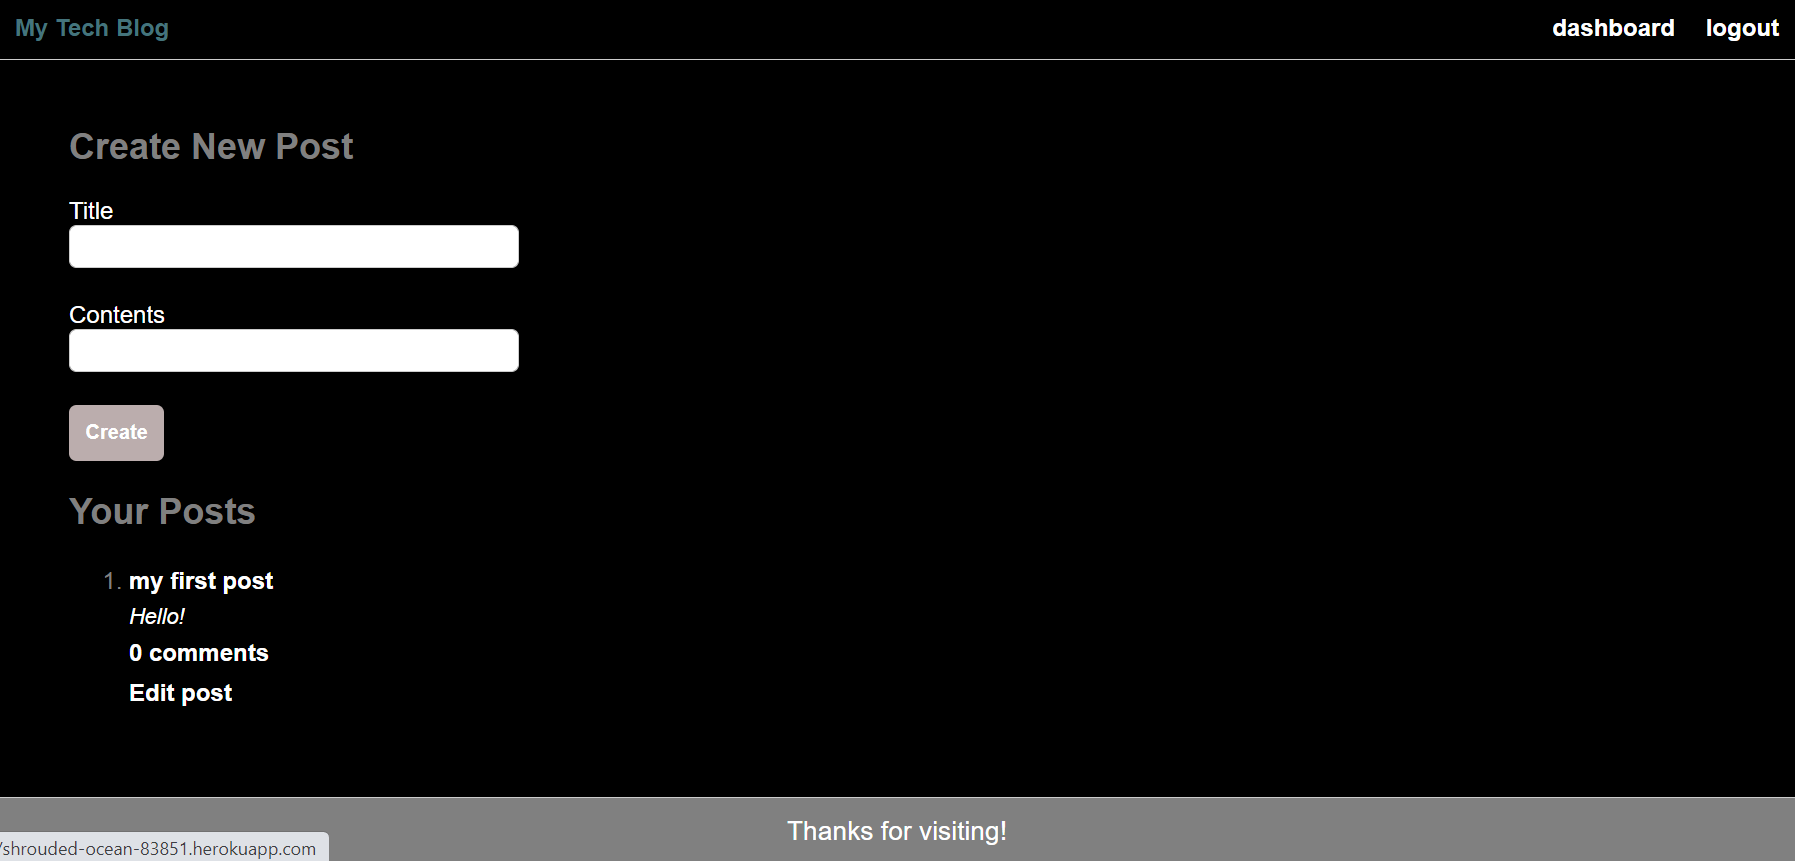 My Tech Blog
dashboard logout
Create New Post
Title
Contents
Create
Your Posts
1. my first post
Hello!
0 comments
Edit post
Thanks for visiting!
/shrouded-ocean-83851.herokuapp.com